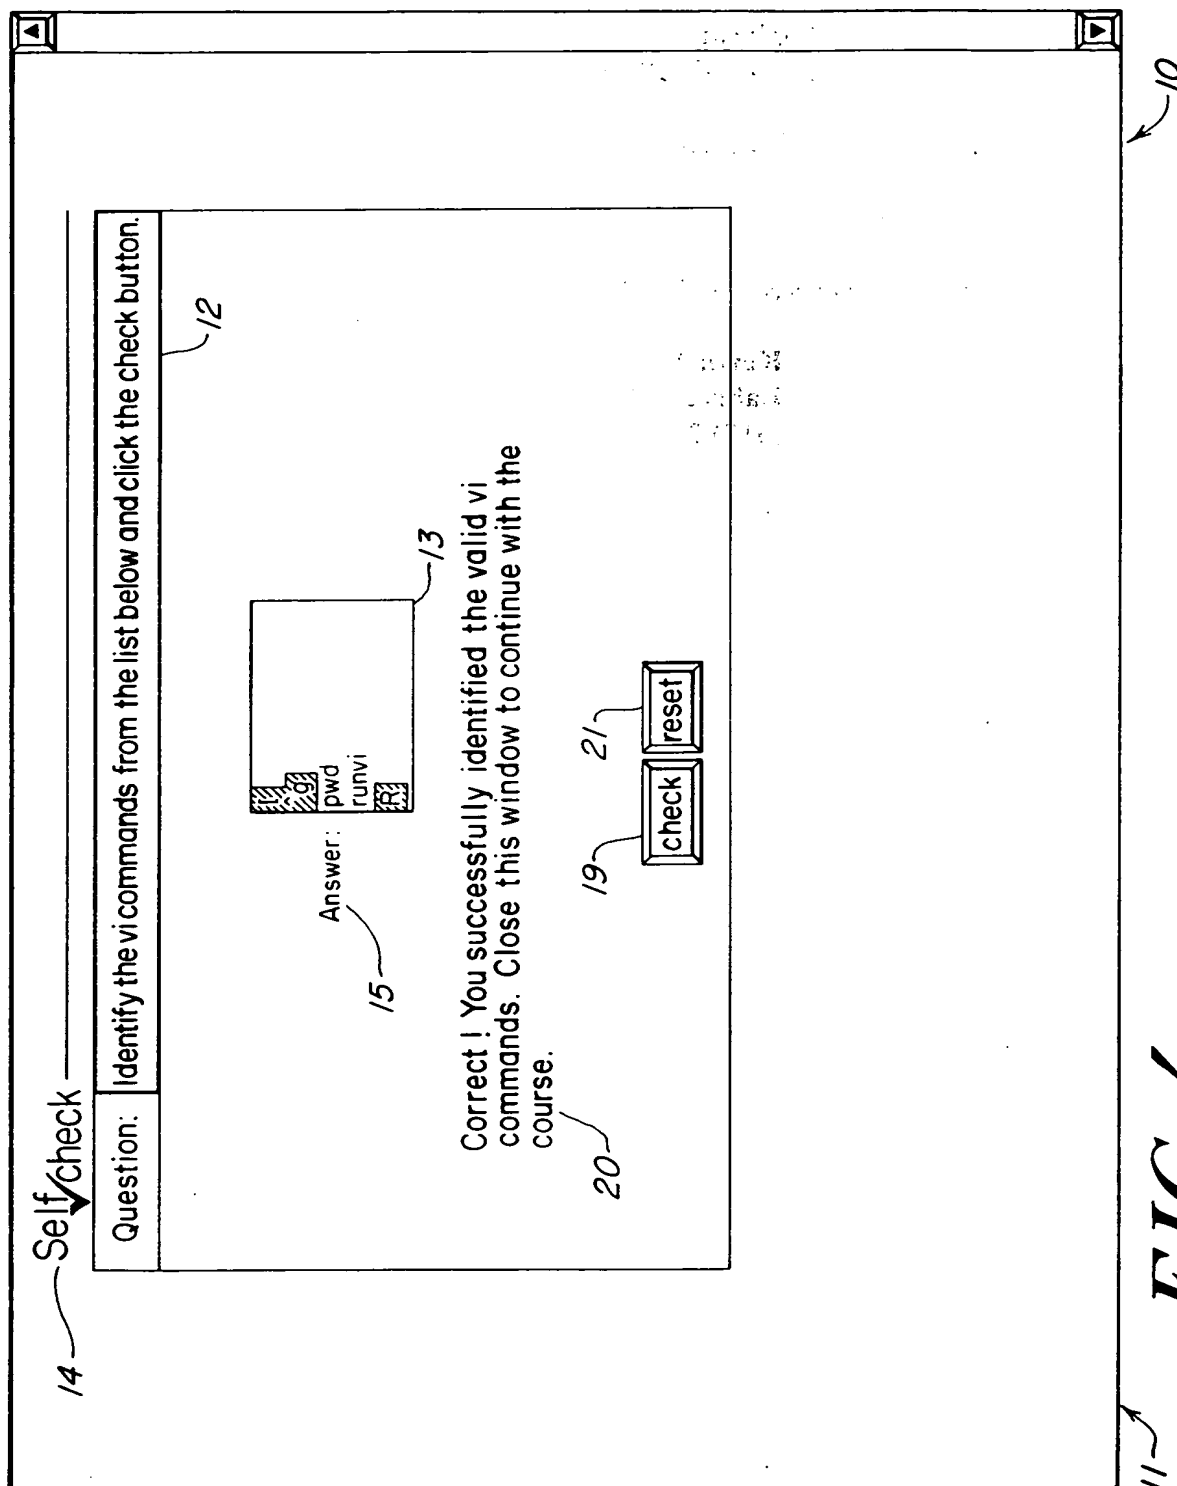 14
Self check
Question: Identify the vi commands from the list below and click the check button.
12
Answer:
pwd
runvi
R
13
15
Correct! You successfully identified the valid vi
commands. Close this window to continue with the
course.
20
19
21
check
reset
11
10